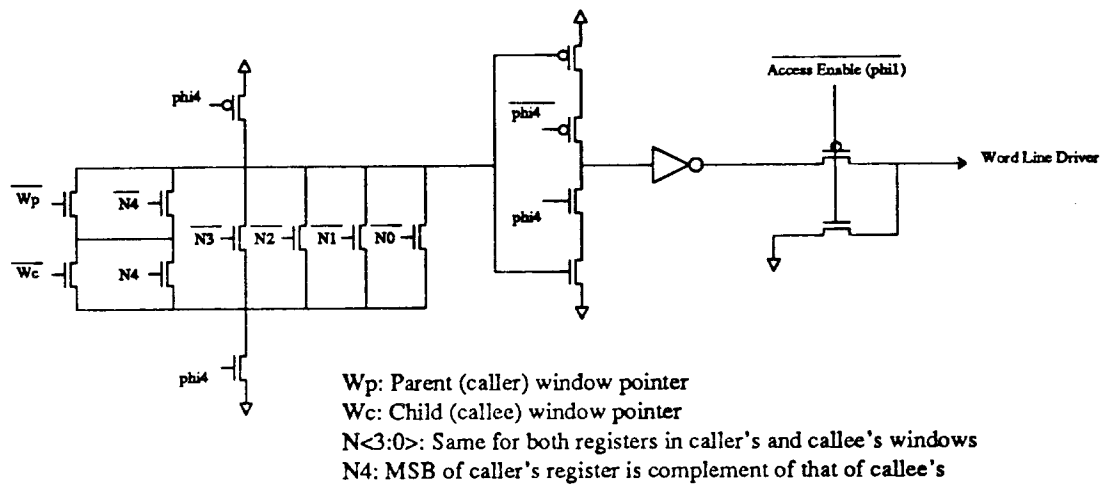 phi4
Access Enable (phi1)
phi4
Wp
N4
Word Line Driver
N3
N2
N1
N0
phi4
Wc
N4
phi4
Wp: Parent (caller) window pointer
Wc: Child (callee) window pointer
N<3:0>: Same for both registers in caller's and callee's windows
N4: MSB of caller's register is complement of that of callee's